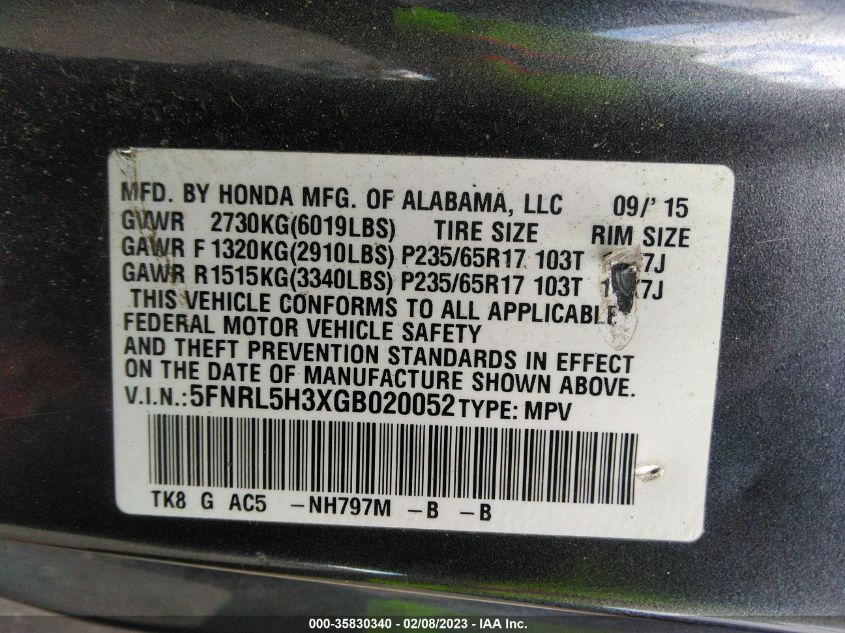 MFD. BY HONDA MFG. OF ALABAMA, LLC 09/' 15
GVWR 2730KG(6019LBS) TIRE SIZE RIM SIZE
GAWR F 1320KG(2910LBS) P235/65R17 103T
GAWR R1515KG(3340LBS) P235/65R17 103T
THIS VEHICLE CONFORMS TO ALL APPLICABLE
FEDERAL MOTOR VEHICLE SAFETY
AND THEFT PREVENTION STANDARDS IN EFFECT
ON THE DATE OF MANUFACTURE SHOWN ABOVE.
V.I.N.:5FNRL5H3XGB020052 TYPE: MPV
TK8 G AC5 -NH797M -B -B
000-35830340 - 02/08/2023 - IAA Inc.